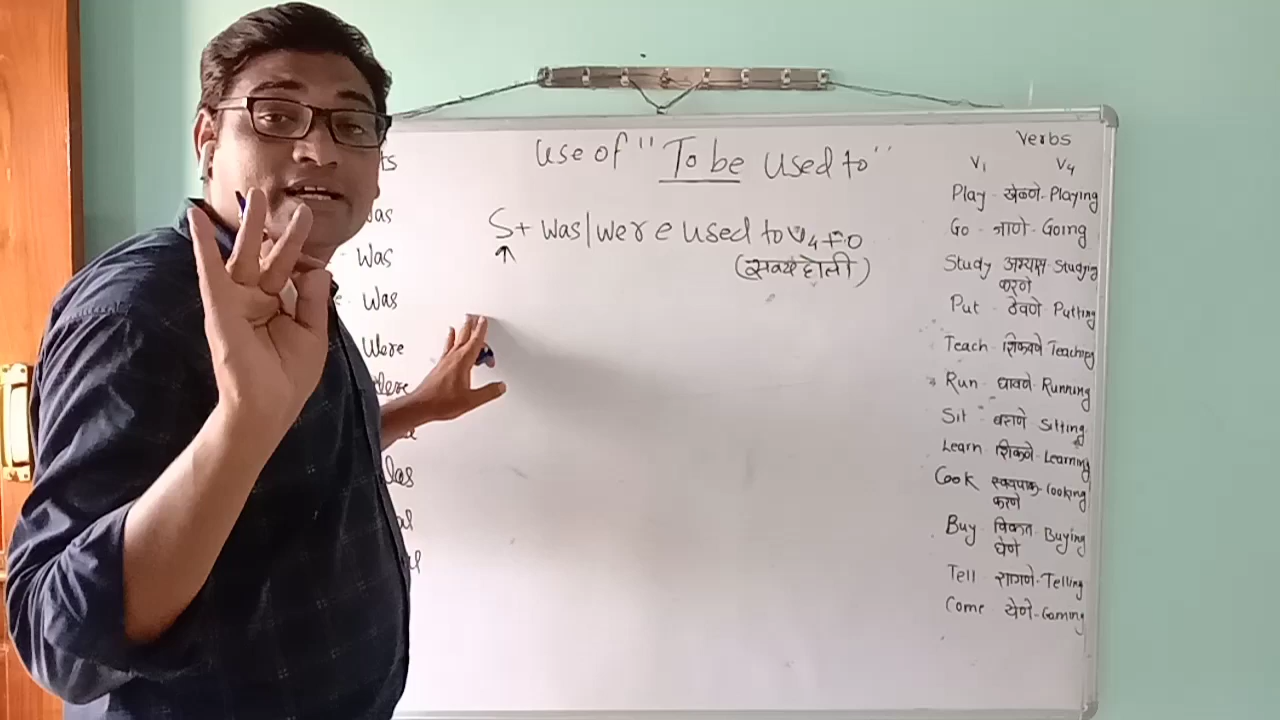 Use of "To be used to"
S + was/were used to V4 + O
(सवय होती)
Was
Was
Were
Verbs
V1 V4
Play - खेळणे - Playing
Go - जाणे - Going
Study अभ्यास करणे Studying
Put - ठेवणे Putting
Teach - शिकवणे Teaching
Run - धावणे - Running
Sit - बसणे Sitting
Learn - शिकणे - Learning
Cook स्वयंपाक करणे - Cooking
Buy विकत घेणे - Buying
Tell - सांगणे - Telling
Come येणे - Coming